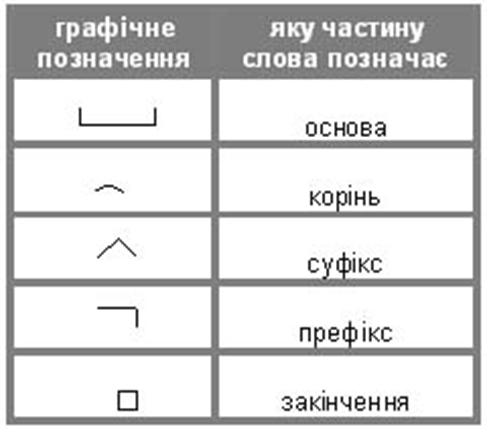 графічне позначення
яку частину слова позначає
основа
корінь
суфікс
префікс
закінчення